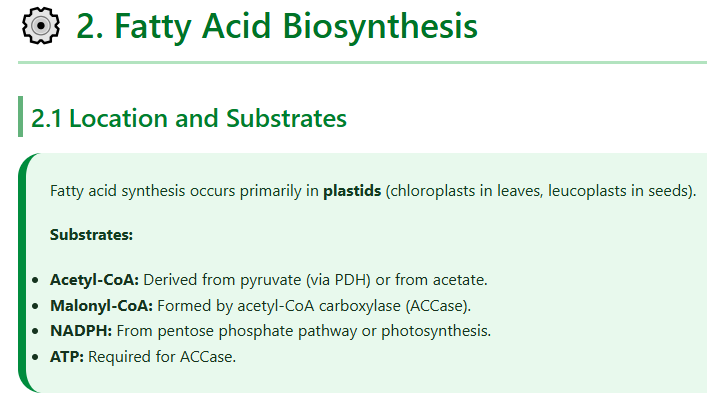 2. Fatty Acid Biosynthesis
2.1 Location and Substrates
Fatty acid synthesis occurs primarily in plastids (chloroplasts in leaves, leucoplasts in seeds).
Substrates:
Acetyl-CoA: Derived from pyruvate (via PDH) or from acetate.
Malonyl-CoA: Formed by acetyl-CoA carboxylase (ACCase).
NADPH: From pentose phosphate pathway or photosynthesis.
ATP: Required for ACCase.